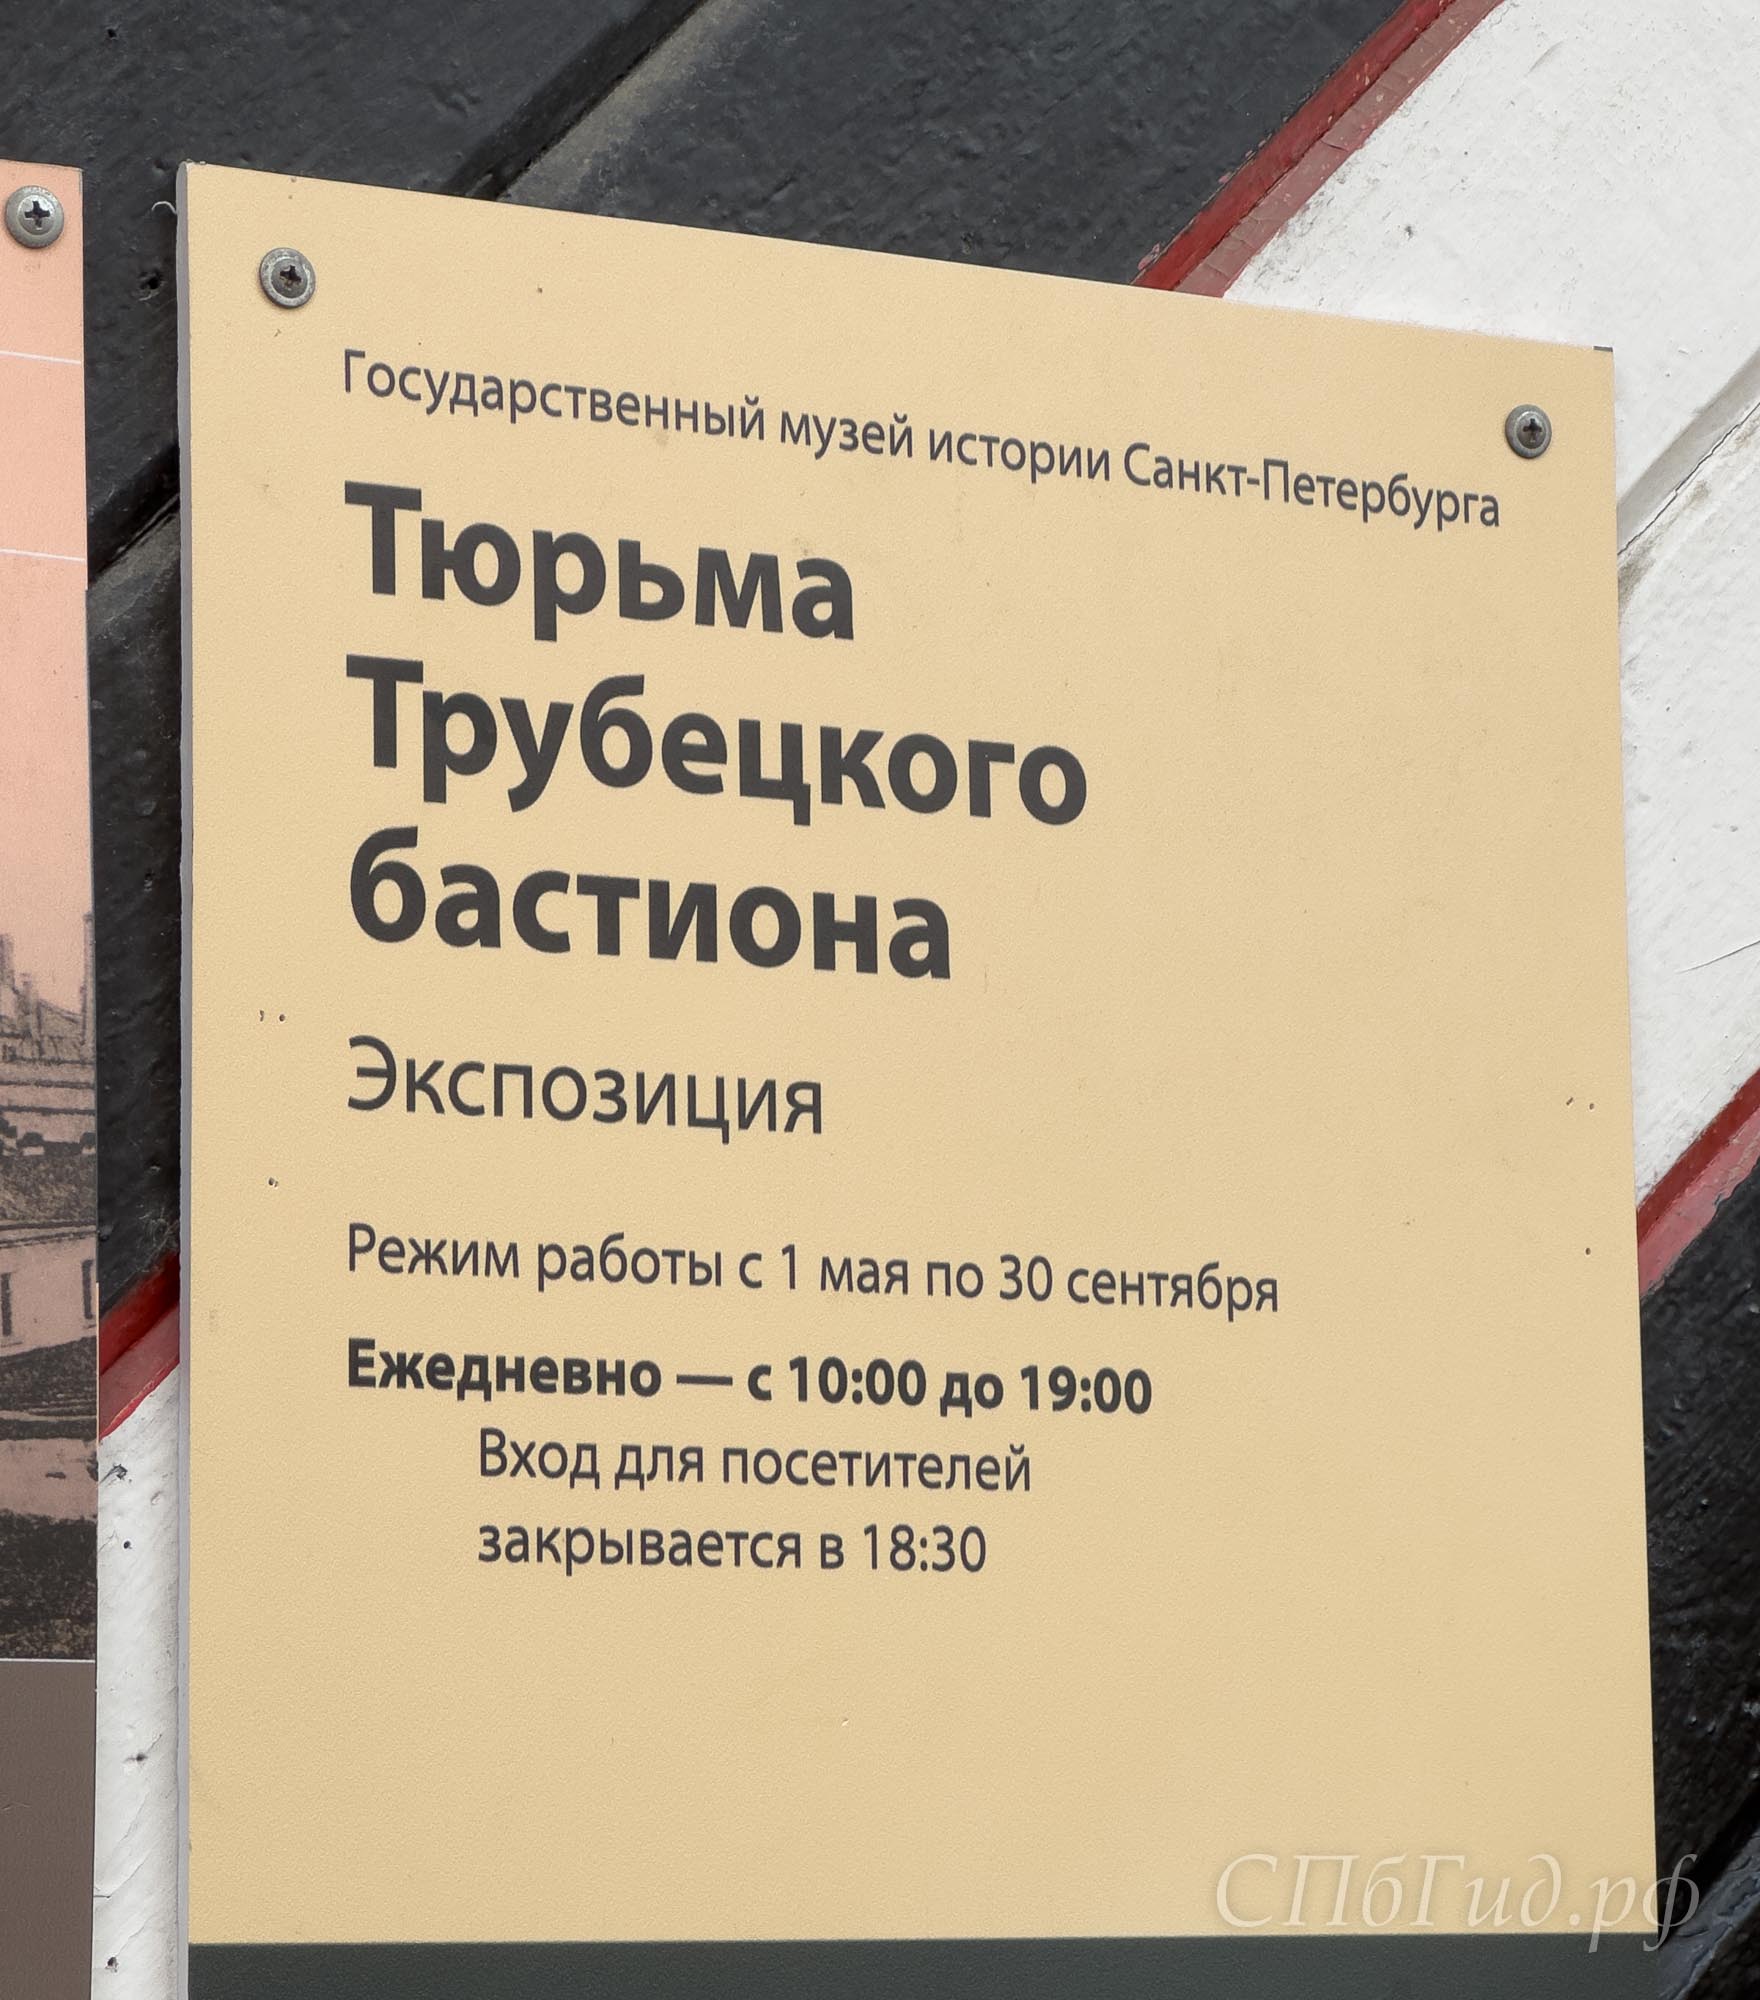 Государственный музей истории Санкт-Петербурга
Тюрьма
Трубецкого
бастиона
Экспозиция
Режим работы с 1 мая по 30 сентября
Ежедневно — с 10:00 до 19:00
Вход для посетителей
закрывается в 18:30
СПбГид.рф